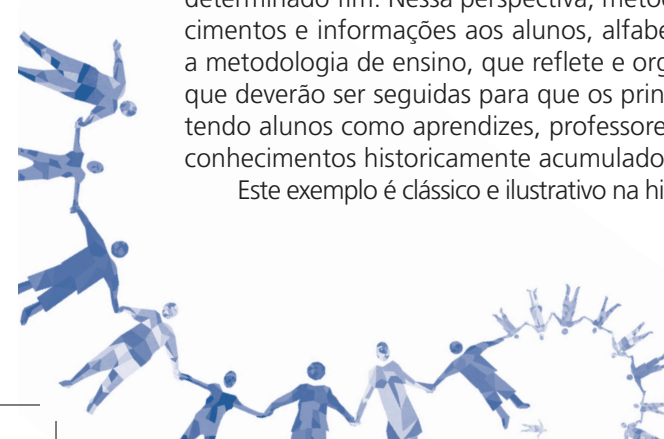 determinado fim. Nessa perspectiva, métod
cimentos e informações aos alunos, alfabe
a metodologia de ensino, que reflete e org
que deverão ser seguidas para que os prin
tendo alunos como aprendizes, professore
conhecimentos historicamente acumulado
Este exemplo é clássico e ilustrativo na hi